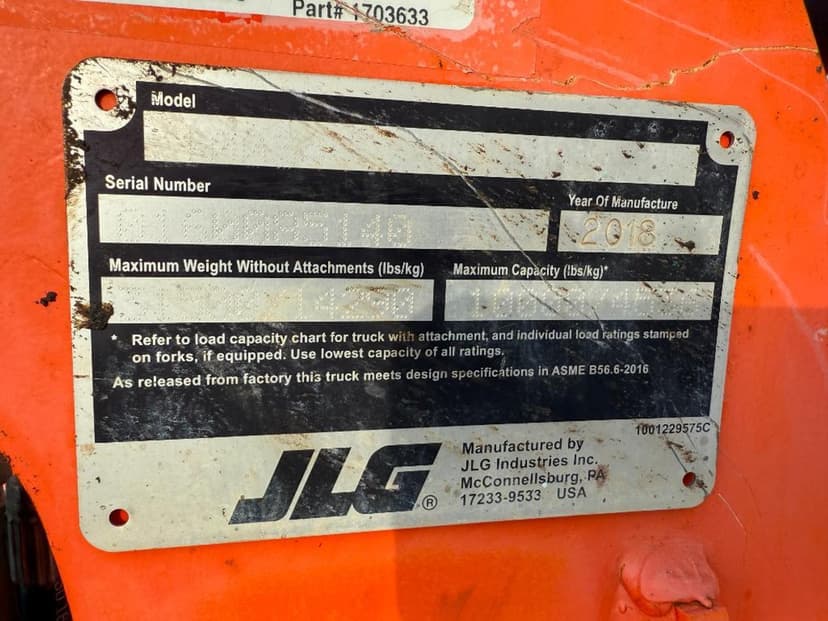 Part# 1703633
Model
Serial Number
Year Of Manufacture
2018
Maximum Weight Without Attachments (lbs/kg)
Maximum Capacity (lbs/kg)*
14290
* Refer to load capacity chart for truck with attachment, and individual load ratings stamped
on forks, if equipped. Use lowest capacity of all ratings.
As released from factory this truck meets design specifications in ASME B56.6-2016
1001229575C
JLG®
Manufactured by
JLG Industries Inc.
McConnellsburg, PA
17233-9533 USA